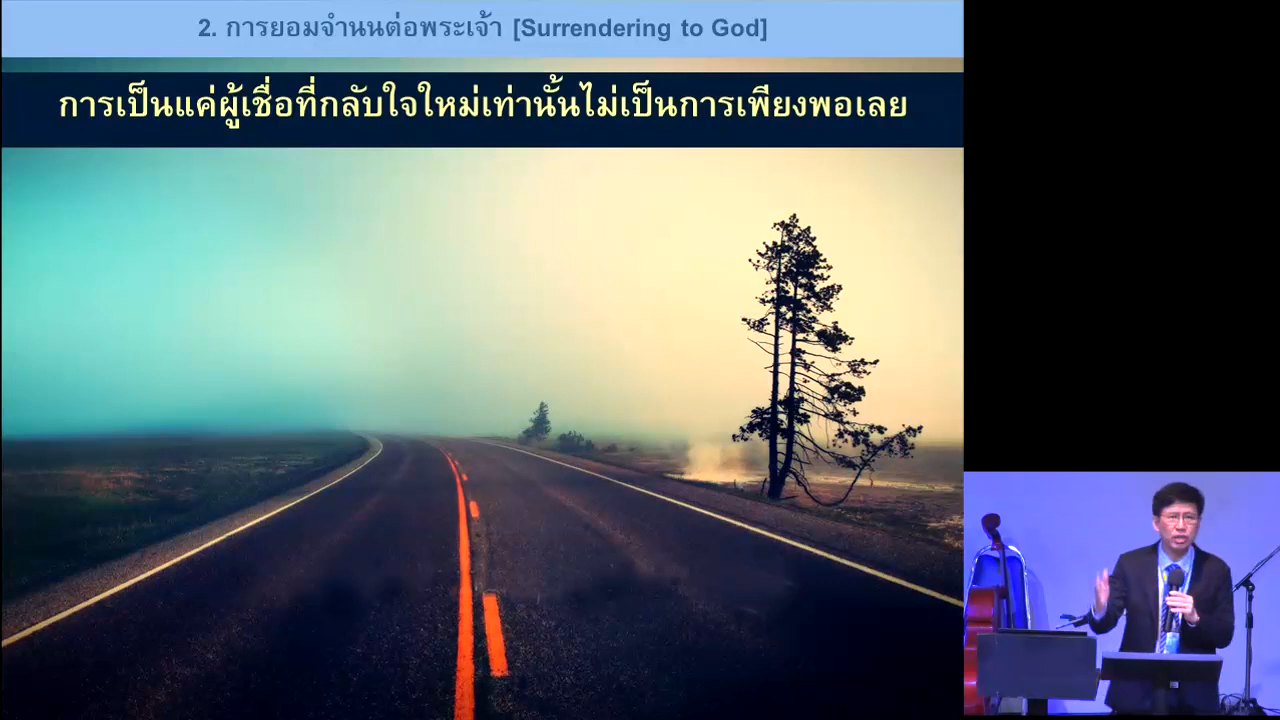 2. การยอมจำนนต่อพระเจ้า [Surrendering to God]
การเป็นแค่ผู้เชื่อที่กลับใจใหม่เท่านั้นไม่เป็นการเพียงพอเลย